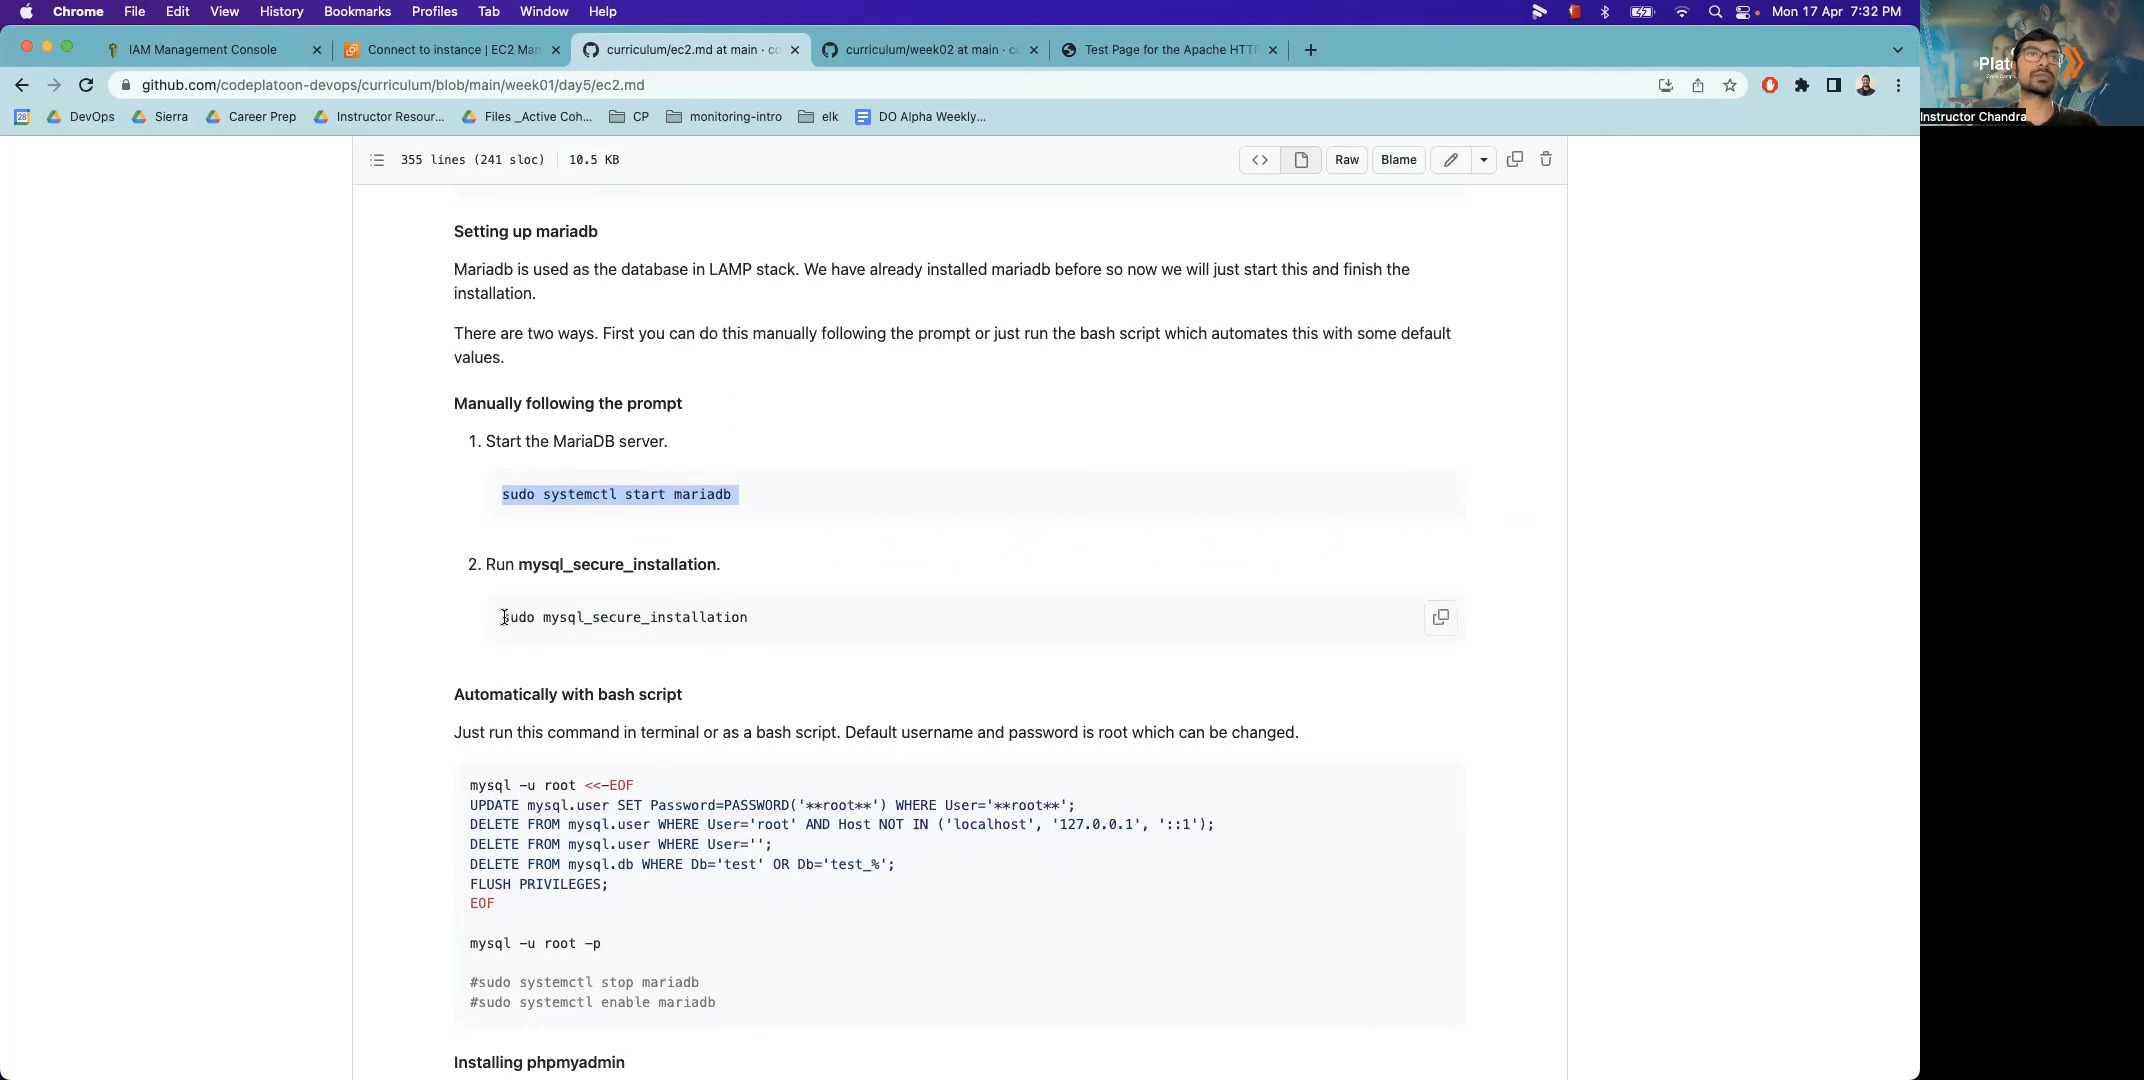 Chrome File Edit View History Bookmarks Profiles Tab Window Help Mon 17 Apr 7:32 PM
IAM Management Console
Connect to instance | EC2 Man
curriculum/ec2.md at main · co
curriculum/week02 at main · co
Test Page for the Apache HTTP
github.com/codeplatoon-devops/curriculum/blob/main/week01/day5/ec2.md
28 DevOps Sierra Career Prep Instructor Resour... Files _Active Coh... CP monitoring-intro elk DO Alpha Weekly...
Instructor Chandra
355 lines (241 sloc) 10.5 KB Raw Blame
Setting up mariadb
Mariadb is used as the database in LAMP stack. We have already installed mariadb before so now we will just start this and finish the
installation.
There are two ways. First you can do this manually following the prompt or just run the bash script which automates this with some default
values.
Manually following the prompt
1. Start the MariaDB server.
sudo systemctl start mariadb
2. Run mysql_secure_installation.
sudo mysql_secure_installation
Automatically with bash script
Just run this command in terminal or as a bash script. Default username and password is root which can be changed.
mysql -u root <<-EOF
UPDATE mysql.user SET Password=PASSWORD('**root**') WHERE User='**root**';
DELETE FROM mysql.user WHERE User='root' AND Host NOT IN ('localhost', '127.0.0.1', '::1');
DELETE FROM mysql.user WHERE User='';
DELETE FROM mysql.db WHERE Db='test' OR Db='test_%';
FLUSH PRIVILEGES;
EOF
mysql -u root -p
#sudo systemctl stop mariadb
#sudo systemctl enable mariadb
Installing phpmyadmin